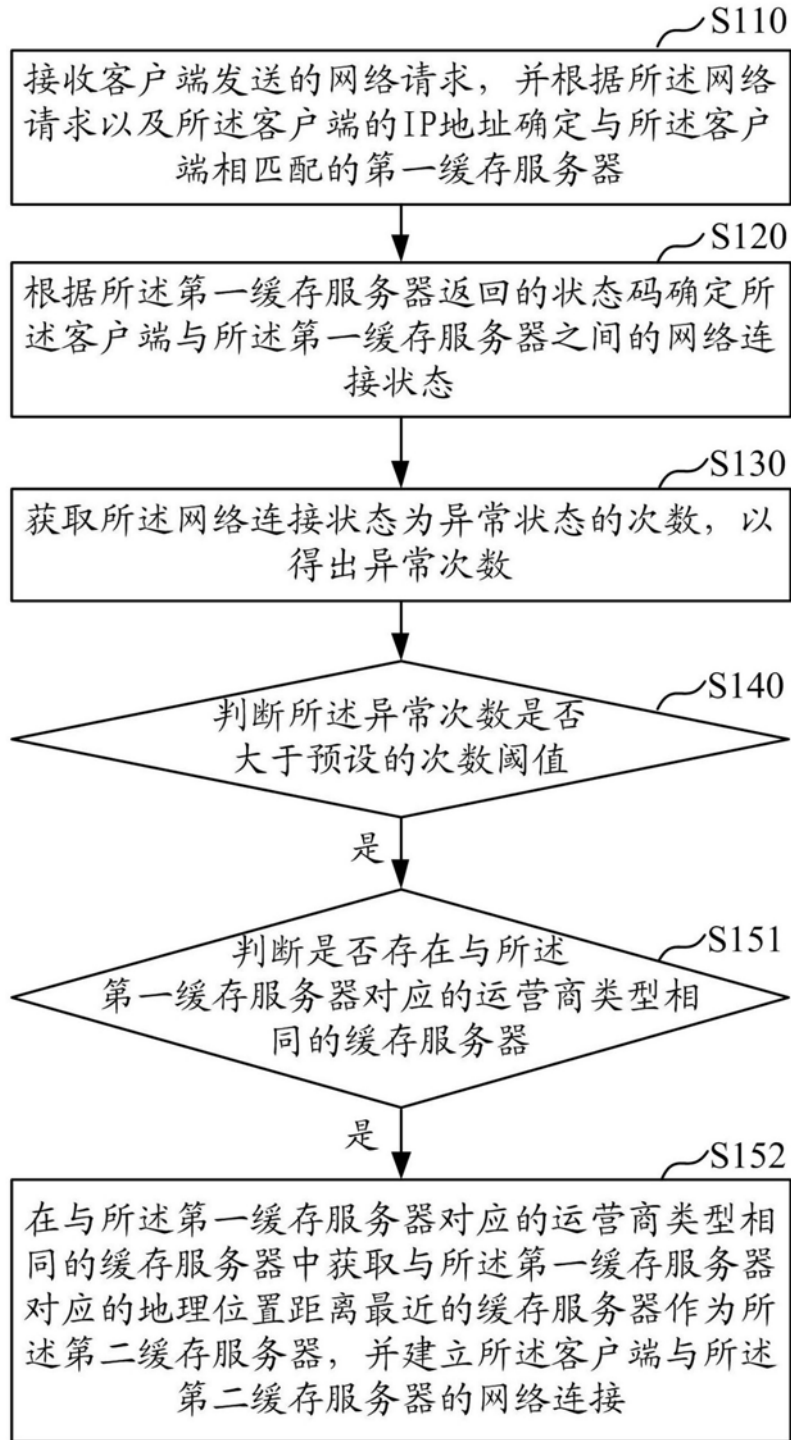 S110
接收客户端发送的网络请求，并根据所述网络
请求以及所述客户端的IP地址确定与所述客户
端相匹配的第一缓存服务器
S120
根据所述第一缓存服务器返回的状态码确定所
述客户端与所述第一缓存服务器之间的网络连
接状态
S130
获取所述网络连接状态为异常状态的次数，以
得出异常次数
S140
判断所述异常次数是否
大于预设的次数阈值
是
S151
判断是否存在与所述
第一缓存服务器对应的运营商类型相
同的缓存服务器
是
S152
在与所述第一缓存服务器对应的运营商类型相
同的缓存服务器中获取与所述第一缓存服务器
对应的地理位置距离最近的缓存服务器作为所
述第二缓存服务器，并建立所述客户端与所述
第二缓存服务器的网络连接